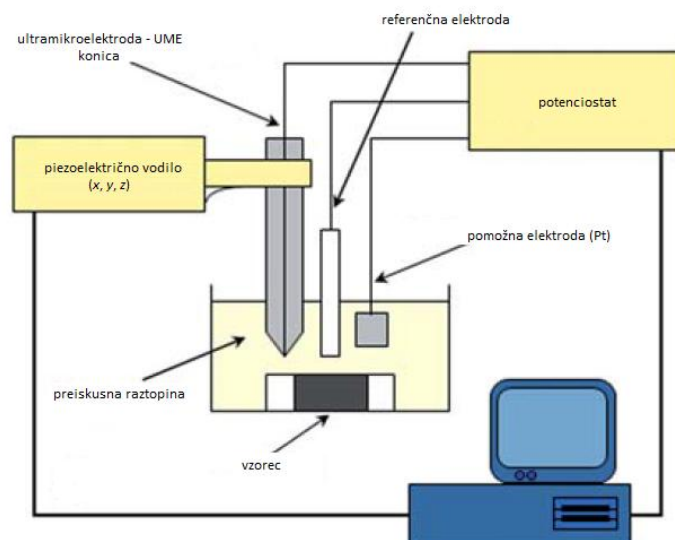 referenčna elektroda
ultramikroelektroda - UME
konica
potenciostat
piezoelektrično vodilo
(x, y, z)
pomožna elektroda (Pt)
preiskusna raztopina
vzorec